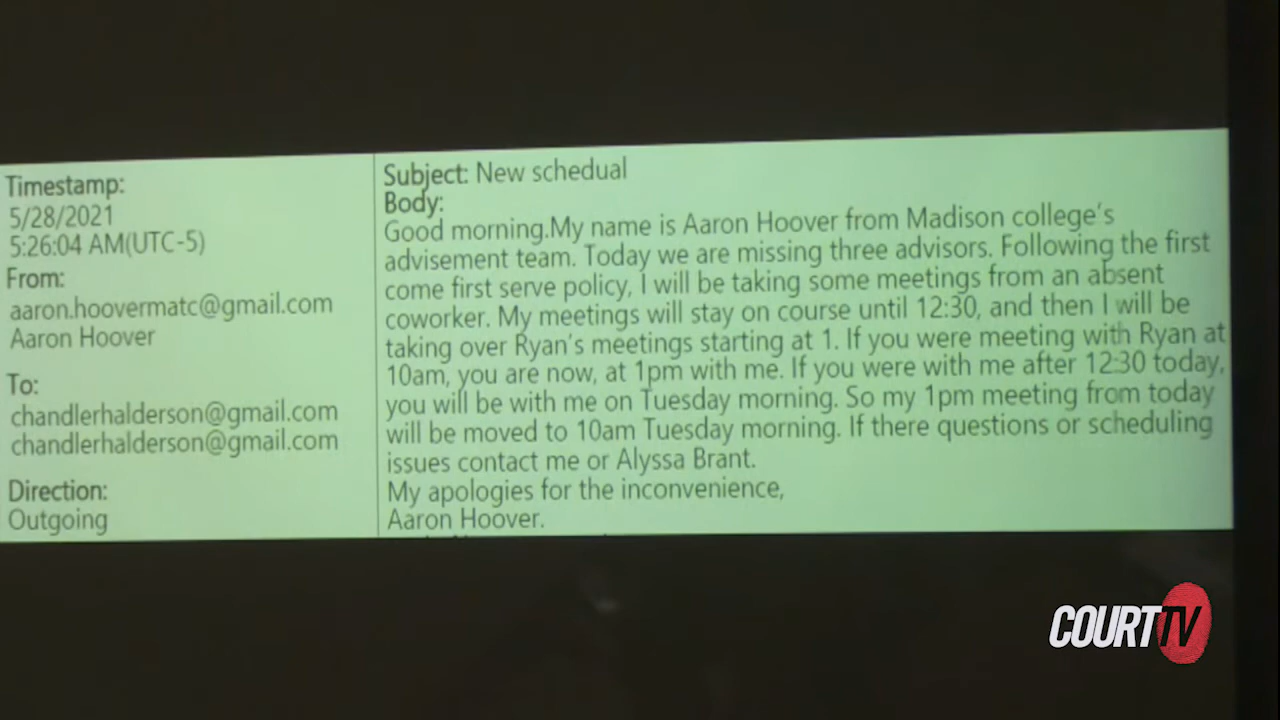 Timestamp:
5/28/2021
5:26:04 AM(UTC-5)
From:
aaron.hoovermatc@gmail.com
Aaron Hoover
To:
chandlerhalderson@gmail.com
chandlerhalderson@gmail.com
Direction:
Outgoing
Subject: New schedual
Body:
Good morning.My name is Aaron Hoover from Madison college's
advisement team. Today we are missing three advisors. Following the first
come first serve policy, I will be taking some meetings from an absent
coworker. My meetings will stay on course until 12:30, and then I will be
taking over Ryan's meetings starting at 1. If you were meeting with Ryan at
10am, you are now, at 1pm with me. If you were with me after 12:30 today,
you will be with me on Tuesday morning. So my 1pm meeting from today
will be moved to 10am Tuesday morning. If there questions or scheduling
issues contact me or Alyssa Brant.
My apologies for the inconvenience,
Aaron Hoover.
COURT TV